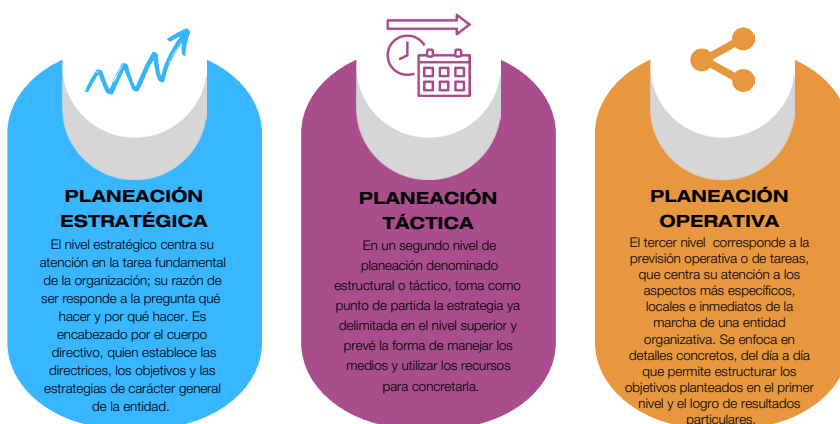 PLANEACIÓN
ESTRATÉGICA
El nivel estratégico centra su
atención en la tarea fundamental
de la organización; su razón de
ser responde a la pregunta qué
hacer y por qué hacer. Es
encabezado por el cuerpo
directivo, quien establece las
directrices, los objetivos y las
estrategias de carácter general
de la entidad.
PLANEACIÓN
TÁCTICA
En un segundo nivel de
planeación denominado
estructural o táctico, toma como
punto de partida la estrategia ya
delimitada en el nivel superior y
prevé la forma de manejar los
medios y utilizar los recursos
para concretarla.
PLANEACIÓN
OPERATIVA
El tercer nivel corresponde a la
previsión operativa o de tareas,
que centra su atención a los
aspectos más específicos,
locales e inmediatos de la
marcha de una entidad
organizativa. Se enfoca en
detalles concretos, del día a día
que permite estructurar los
objetivos planteados en el primer
nivel y el logro de resultados
particulares.